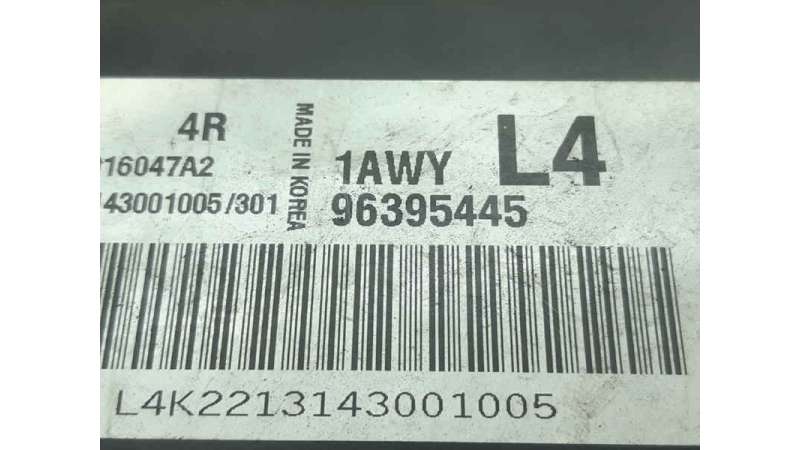 4R
16047A2
43001005/301
MADE IN KOREA
1AWY
L4
96395445
L4K2213143001005